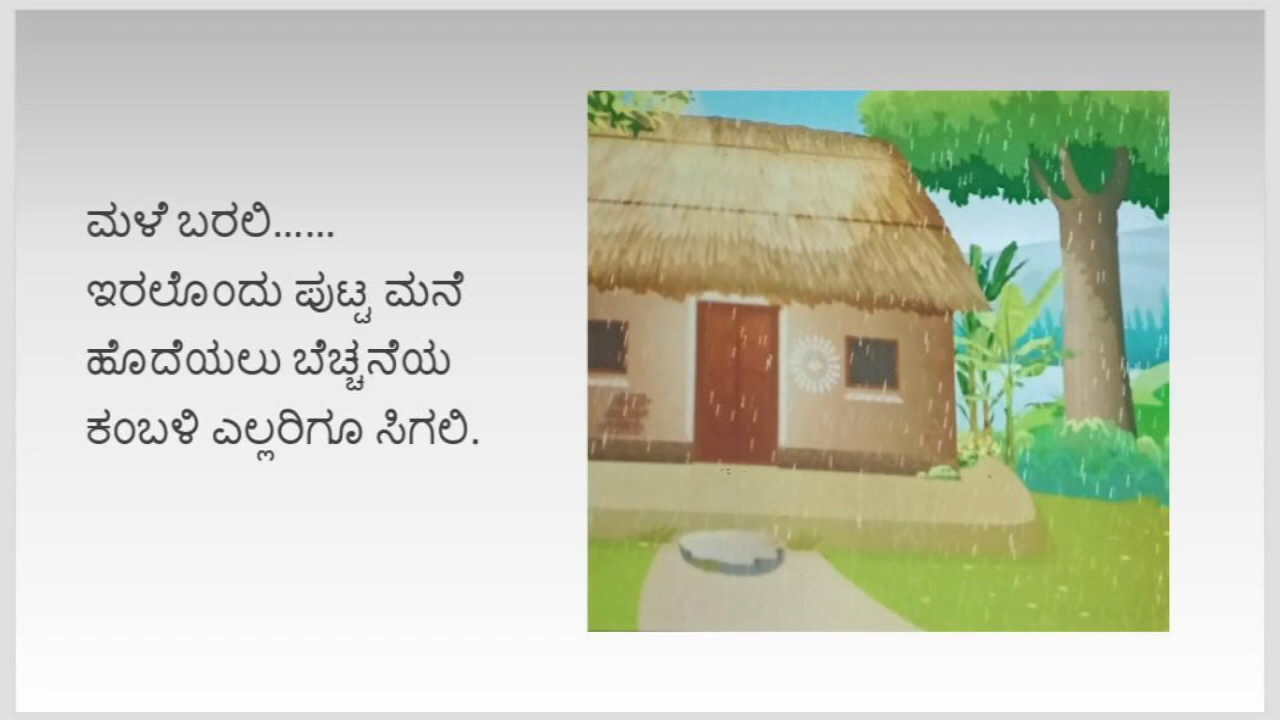 ಮಳೆ ಬರಲಿ......
ಇರಲೊಂದು ಪುಟ್ಟ ಮನೆ
ಹೊದೆಯಲು ಬೆಚ್ಚನೆಯ
ಕಂಬಳಿ ಎಲ್ಲರಿಗೂ ಸಿಗಲಿ.